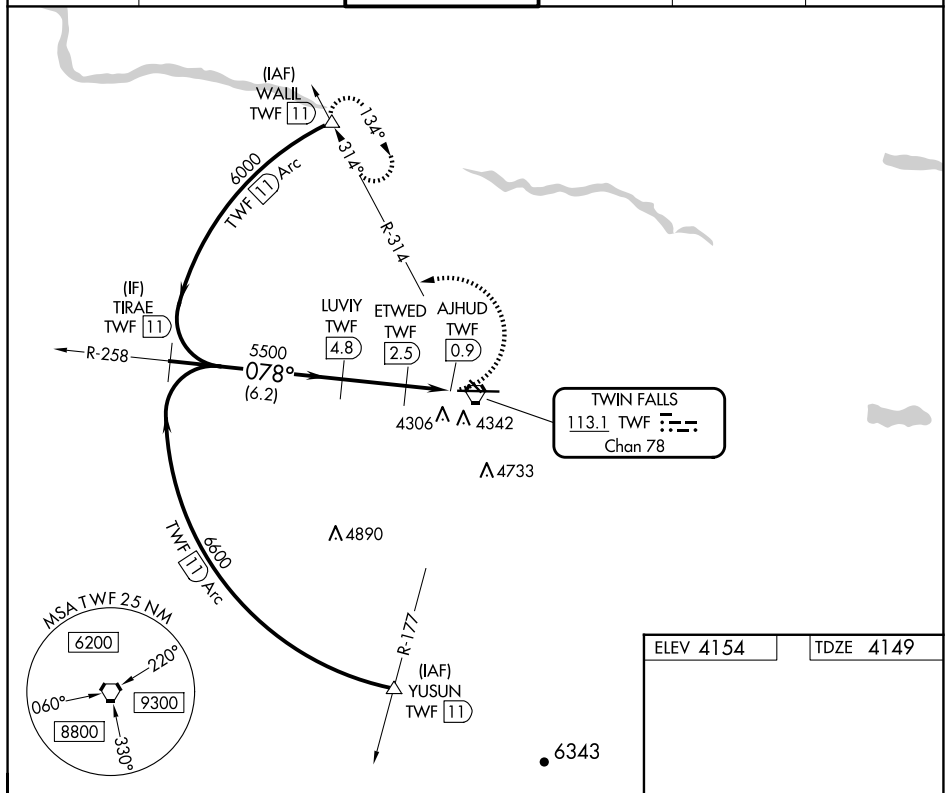 (IAF)
WALIL
TWF 11
134°
314°
6000
TWF 11 Arc
R-314
(IF)
TIRAE
TWF 11
LUVIY
TWF
4.8
ETWED
TWF
2.5
AJHUD
TWF
0.9
R-258
5500
078°
(6.2)
4306
4342
TWIN FALLS
113.1 TWF
Chan 78
4733
4890
6600
TWF 11 Arc
R-177
(IAF)
YUSUN
TWF 11
MSA TWF 25 NM
6200
220°
060°
9300
8800
330°
ELEV 4154
TDZE 4149
6343